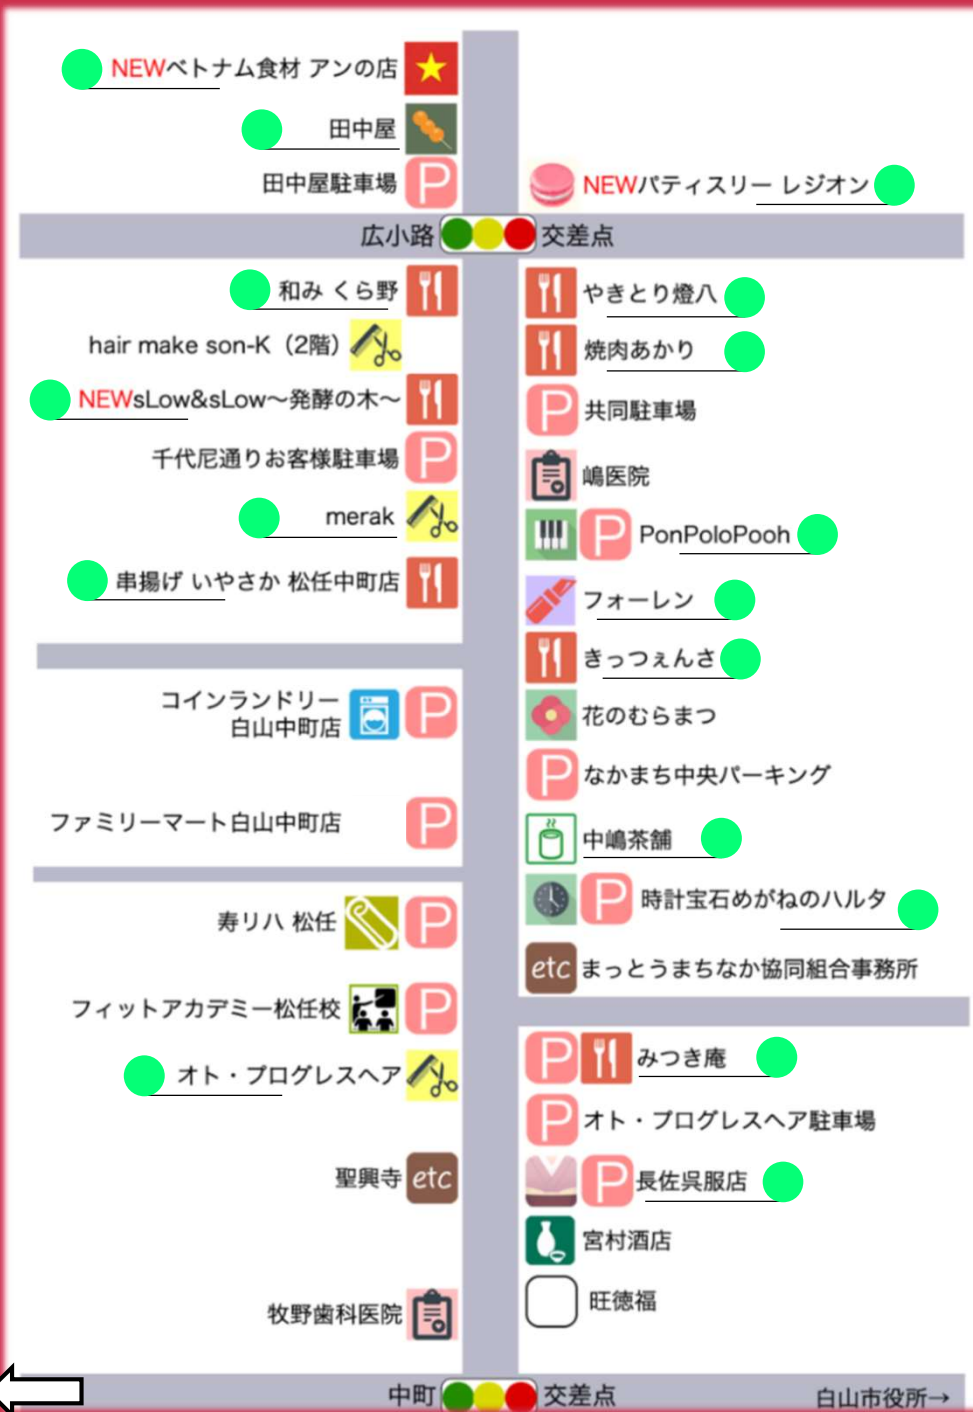 NEWベトナム食材 アンの店
田中屋
田中屋駐車場 P
NEWパティスリー レジオン
広小路 交差点
和み くら野
hair make son-K（2階）
NEWsLow&sLow〜発酵の木〜
千代尼通りお客様駐車場 P
merak
串揚げ いやさか 松任中町店
コインランドリー
白山中町店 P
ファミリーマート白山中町店 P
寿リハ 松任 P
フィットアカデミー松任校 P
オト・プログレスヘア
聖興寺 etc
牧野歯科医院
やきとり燈八
焼肉あかり
P 共同駐車場
嶋医院
P PonPoloPooh
フォーレン
きっつぇんさ
花のむらまつ
P なかまち中央パーキング
中嶋茶舗
P 時計宝石めがねのハルタ
etc まっとうまちなか協同組合事務所
P みつき庵
P オト・プログレスヘア駐車場
P 長佐呉服店
宮村酒店
旺徳福
中町 交差点
白山市役所→